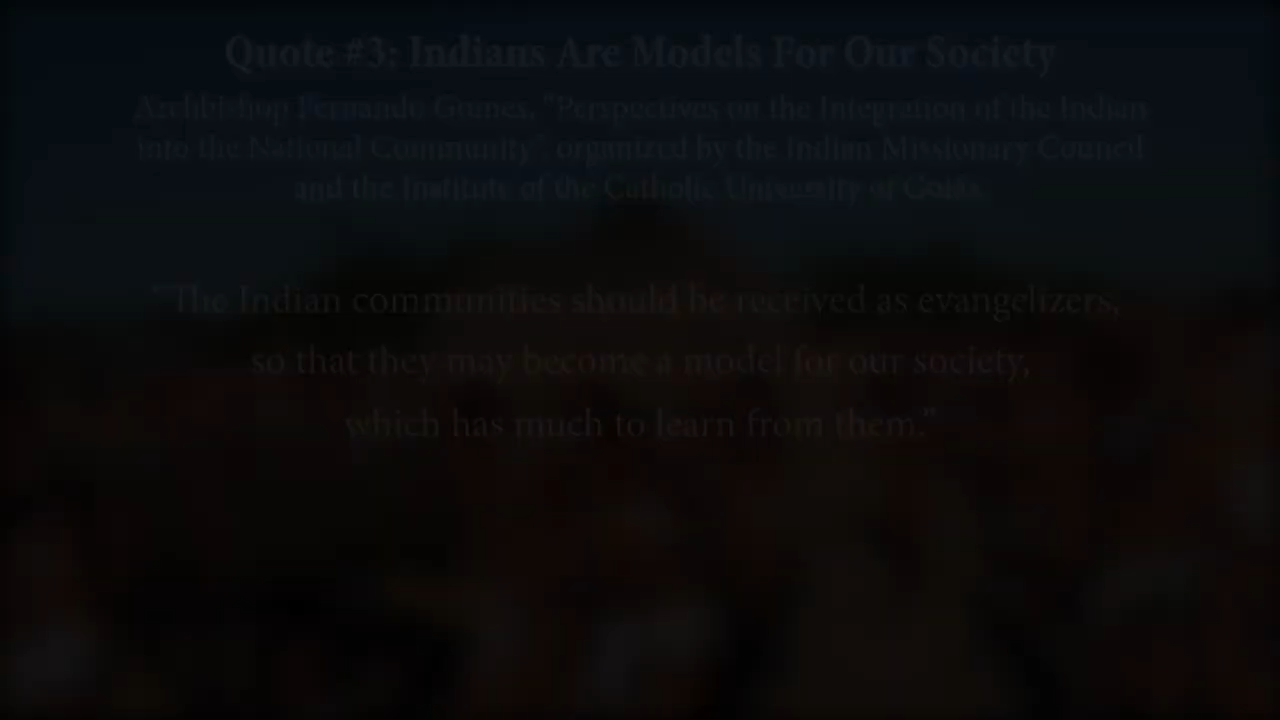 Quote #3: Indians Are Models For Our Society
Archbishop Fernando Gomes, "Perspectives on the Integration of the Indian
into the National Community", organized by the Indian Missionary Council
and the Institute of the Catholic University of Goiás.
"The Indian communities should be received as evangelizers,
so that they may become a model for our society,
which has much to learn from them."